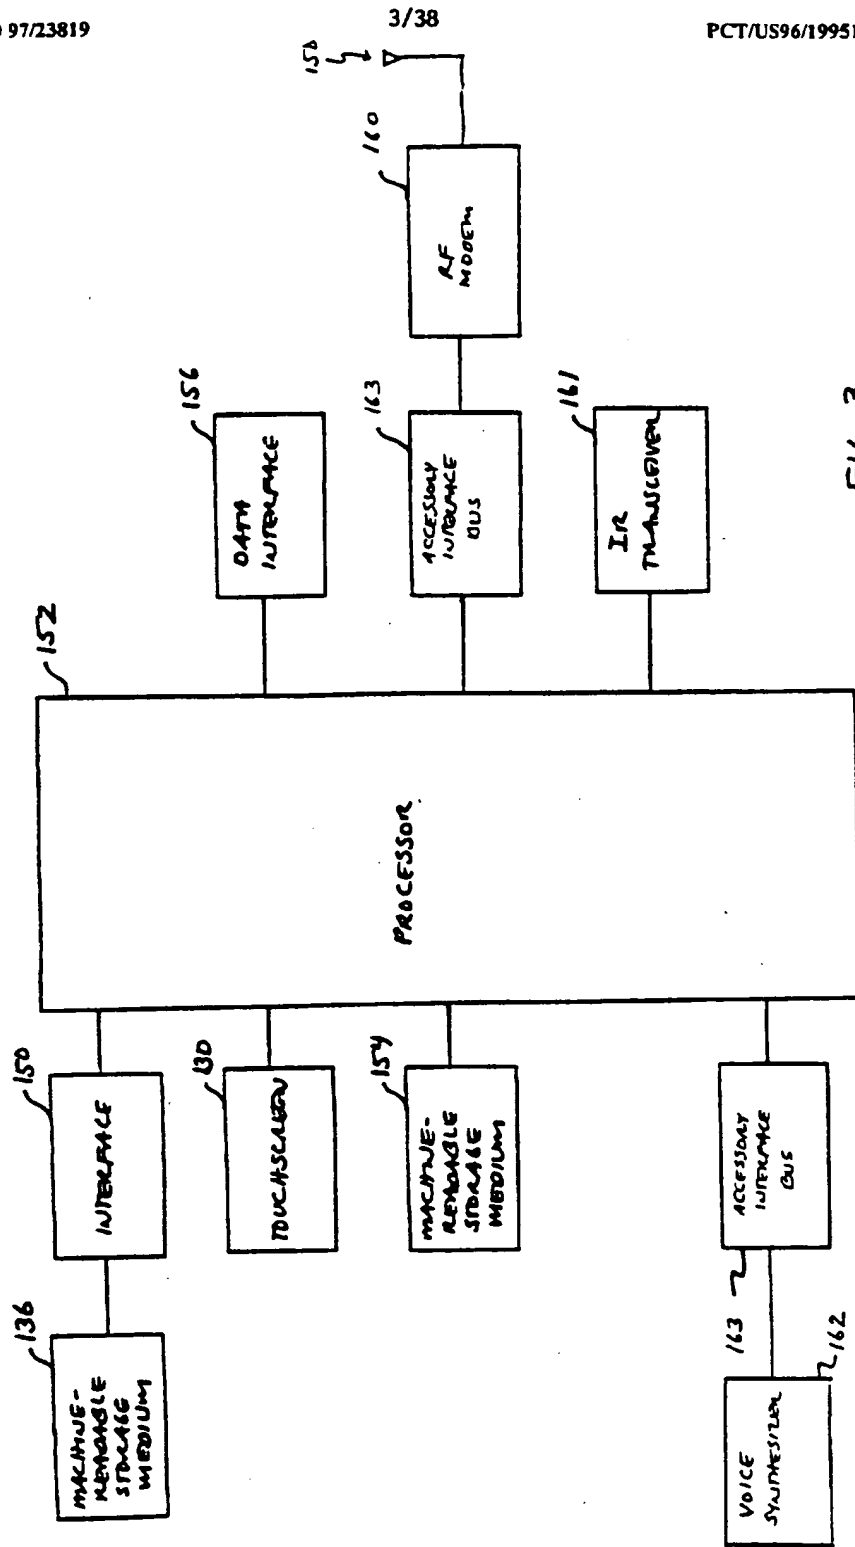 97/23819
3/38
PCT/US96/19951
158
160
RF
MODEM
156
DATA
INTERFACE
163
ACCESSORY
INTERFACE
BUS
161
IR
TRANSCEIVER
152
PROCESSOR
150
INTERFACE
130
TOUCHSCREEN
154
MACHINE-
READABLE
STORAGE
MEDIUM
136
MACHINE-
READABLE
STORAGE
MEDIUM
ACCESSORY
INTERFACE
BUS
163
162
VOICE
SYNTHESIZER